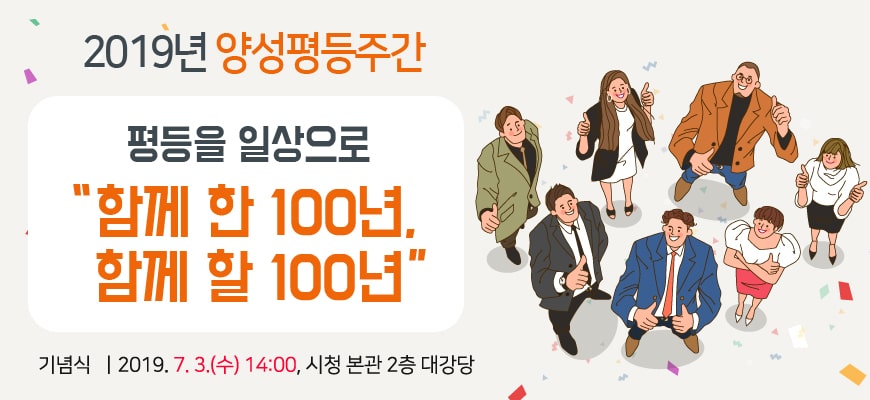 2019년 양성평등주간
평등을 일상으로
“함께 한 100년,
함께 할 100년”
기념식 | 2019. 7. 3.(수) 14:00, 시청 본관 2층 대강당